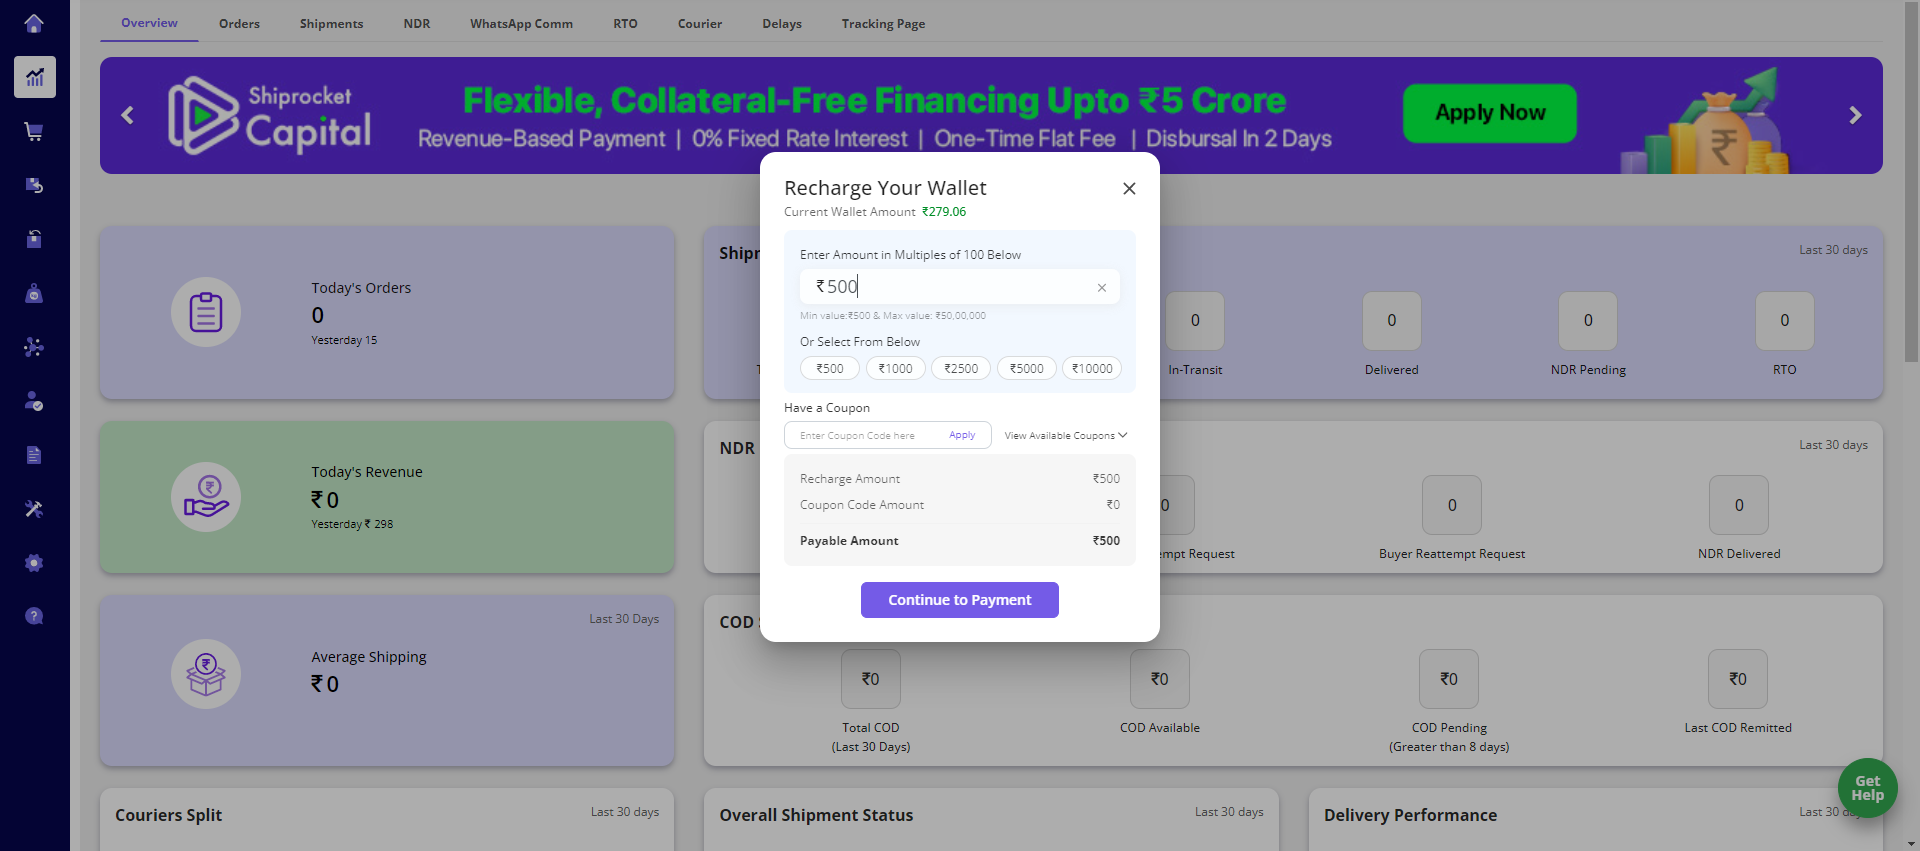 Overview Orders Shipments NDR WhatsApp Comm RTO Courier Delays Tracking Page
Shiprocket
Capital
Flexible, Collateral-Free Financing Upto ₹5 Crore
Revenue-Based Payment | 0% Fixed Rate Interest | One-Time Flat Fee | Disbursal In 2 Days
Apply Now
Recharge Your Wallet
Current Wallet Amount ₹279.06
Enter Amount in Multiples of 100 Below
₹ 500
Min value:₹500 & Max value: ₹50,00,000
Or Select From Below
₹500 ₹1000 ₹2500 ₹5000 ₹10000
Have a Coupon
Enter Coupon Code here Apply View Available Coupons
Recharge Amount ₹500
Coupon Code Amount ₹0
Payable Amount ₹500
Continue to Payment
Today's Orders
0
Yesterday 15
Last 30 days
0 0 0 0
In-Transit Delivered NDR Pending RTO
Today's Revenue
₹ 0
Yesterday ₹ 298
NDR
Last 30 days
0 0 0
Request Buyer Reattempt Request NDR Delivered
Last 30 Days
Average Shipping
₹ 0
COD
₹0 ₹0 ₹0 ₹0
Total COD
(Last 30 Days)
COD Available
COD Pending
(Greater than 8 days)
Last COD Remitted
Couriers Split Last 30 days
Overall Shipment Status Last 30 days
Delivery Performance Last 30
Get
Help